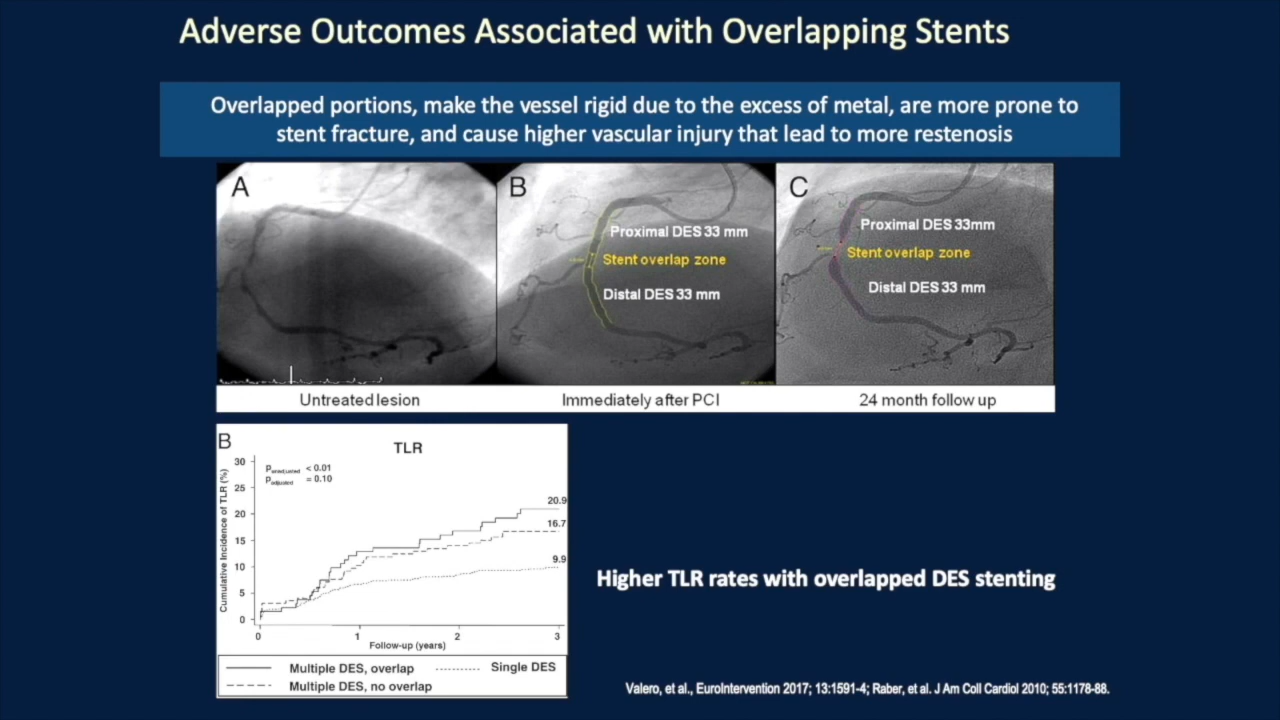 Adverse Outcomes Associated with Overlapping Stents
Overlapped portions, make the vessel rigid due to the excess of metal, are more prone to
stent fracture, and cause higher vascular injury that lead to more restenosis
A
B
C
Proximal DES 33 mm
Stent overlap zone
Distal DES 33 mm
Proximal DES 33mm
Stent overlap zone
Distal DES 33 mm
Untreated lesion
Immediately after PCI
24 month follow up
B
TLR
Punadjusted < 0.01
Padjusted = 0.10
Cumulative Incidence of TLR (%)
30
25
20
15
10
5
0
20.9
16.7
9.9
0
1
2
3
Follow-up (years)
Multiple DES, overlap
Single DES
Multiple DES, no overlap
Higher TLR rates with overlapped DES stenting
Valero, et al., EuroIntervention 2017; 13:1591-4; Raber, et al. J Am Coll Cardiol 2010; 55:1178-88.